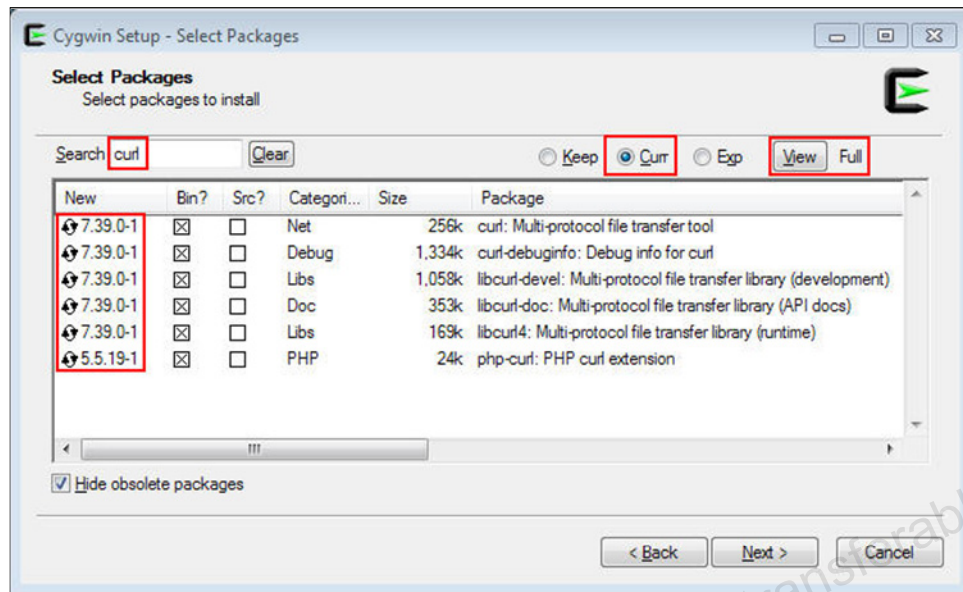 Cygwin Setup - Select Packages
Select Packages
Select packages to install
Search curl Clear Keep Curr Exp View Full
New Bin? Src? Categori... Size Package
7.39.0-1 Net 256k curl: Multi-protocol file transfer tool
7.39.0-1 Debug 1,334k curl-debuginfo: Debug info for curl
7.39.0-1 Libs 1,058k libcurl-devel: Multi-protocol file transfer library (development)
7.39.0-1 Doc 353k libcurl-doc: Multi-protocol file transfer library (API docs)
7.39.0-1 Libs 169k libcurl4: Multi-protocol file transfer library (runtime)
5.5.19-1 PHP 24k php-curl: PHP curl extension
Hide obsolete packages
< Back Next > Cancel